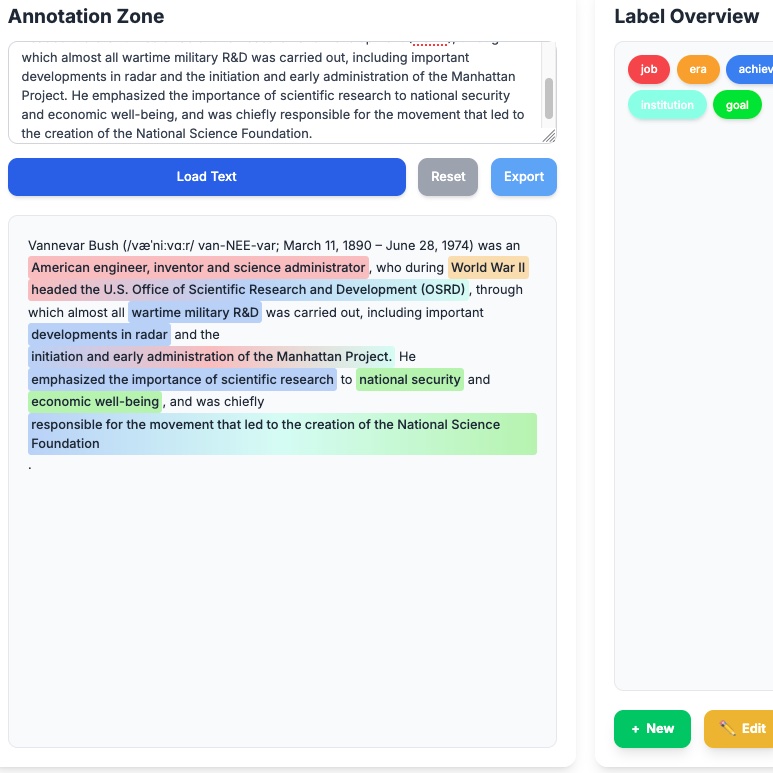 Annotation Zone
which almost all wartime military R&D was carried out, including important
developments in radar and the initiation and early administration of the Manhattan
Project. He emphasized the importance of scientific research to national security
and economic well-being, and was chiefly responsible for the movement that led to
the creation of the National Science Foundation.
Load Text
Reset
Export
Vannevar Bush (/væˈniːvɑːr/ van-NEE-var; March 11, 1890 – June 28, 1974) was an
American engineer, inventor and science administrator, who during World War II
headed the U.S. Office of Scientific Research and Development (OSRD), through
which almost all wartime military R&D was carried out, including important
developments in radar and the
initiation and early administration of the Manhattan Project. He
emphasized the importance of scientific research to national security and
economic well-being, and was chiefly
responsible for the movement that led to the creation of the National Science
Foundation
.
Label Overview
job
era
achiev
institution
goal
+ New
✏️ Edit